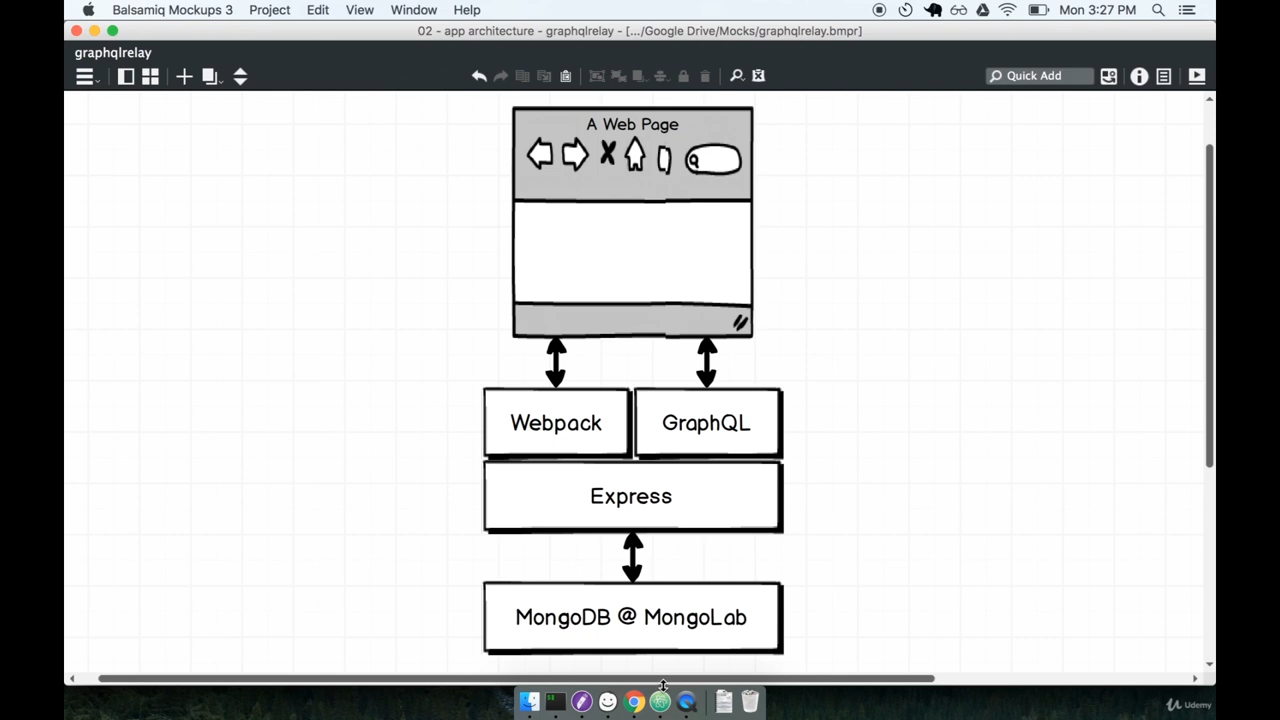 Balsamiq Mockups 3 Project Edit View Window Help Mon 3:27 PM
02 - app architecture - graphqlrelay - [.../Google Drive/Mocks/graphqlrelay.bmpr]
graphqlrelay
Quick Add
A Web Page
Webpack GraphQL
Express
MongoDB @ MongoLab
Udemy